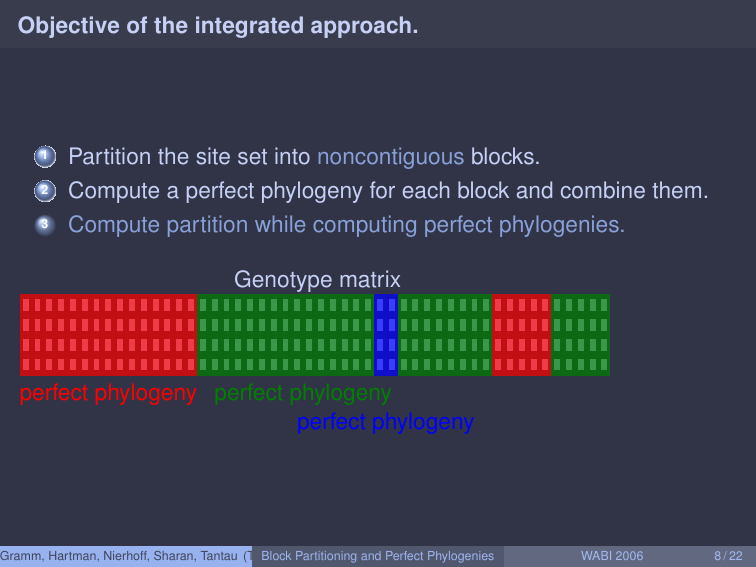 Objective of the integrated approach.
1 Partition the site set into noncontiguous blocks.
2 Compute a perfect phylogeny for each block and combine them.
3 Compute partition while computing perfect phylogenies.
Genotype matrix
perfect phylogeny perfect phylogeny
perfect phylogeny
Gramm, Hartman, Nierhoff, Sharan, Tantau (T Block Partitioning and Perfect Phylogenies WABI 2006 8 / 22